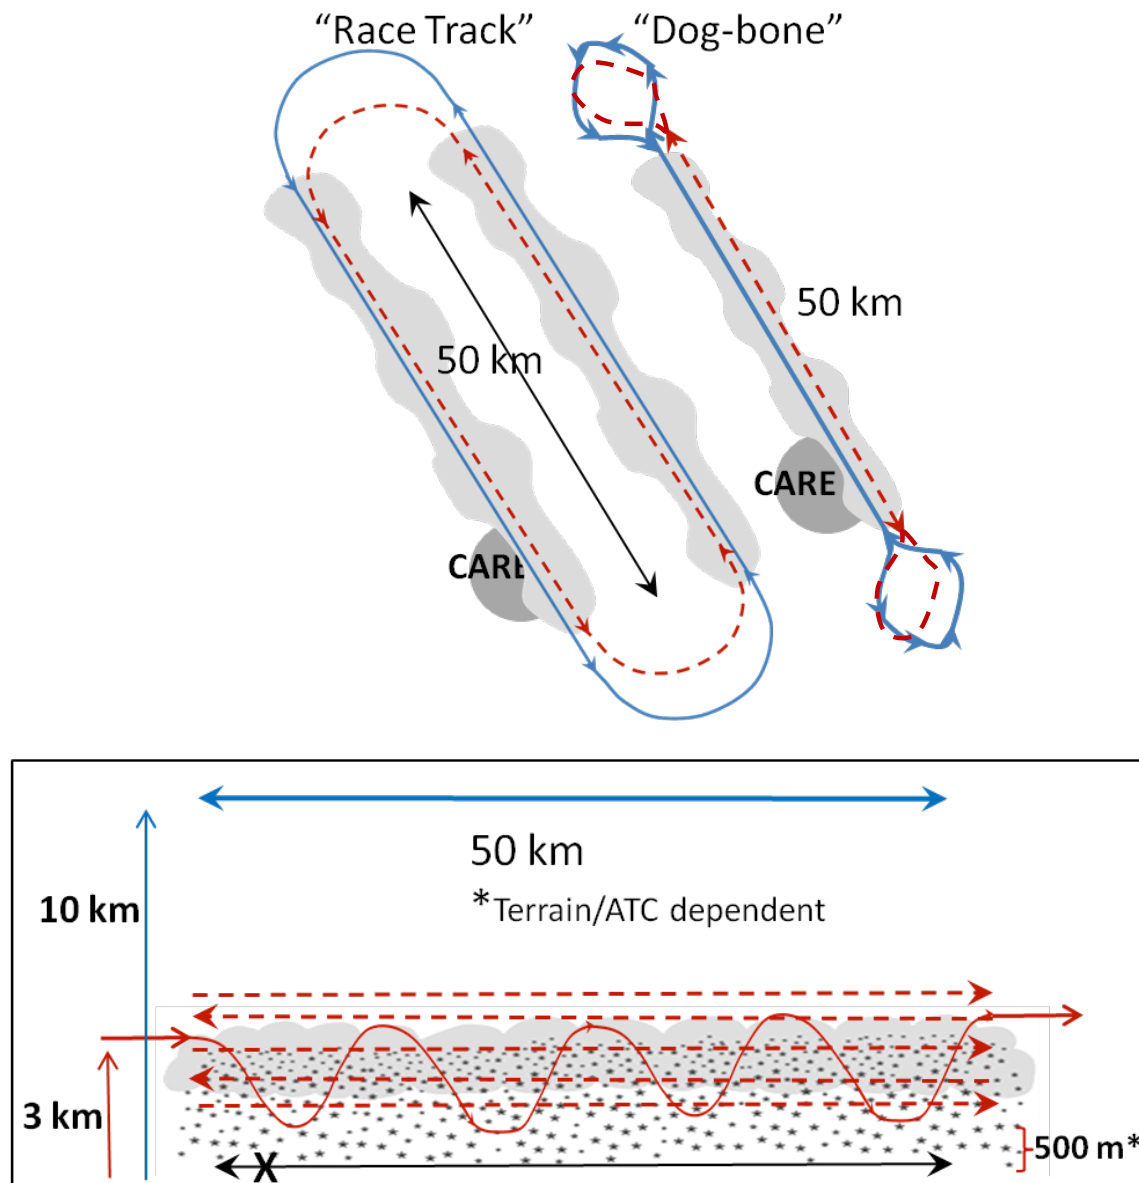 “Race Track”
“Dog-bone”
50 km
50 km
CARE
CARE
50 km
*Terrain/ATC dependent
10 km
3 km
500 m*
X